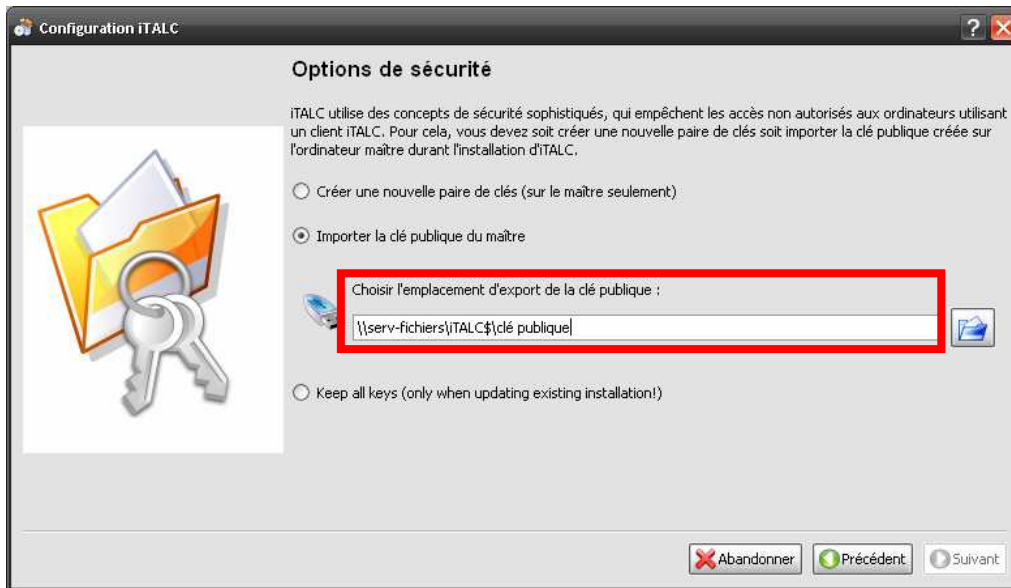 Configuration iTALC
Options de sécurité
iTALC utilise des concepts de sécurité sophistiqués, qui empêchent les accès non autorisés aux ordinateurs utilisant
un client iTALC. Pour cela, vous devez soit créer une nouvelle paire de clés soit importer la clé publique créée sur
l'ordinateur maître durant l'installation d'iTALC.
Créer une nouvelle paire de clés (sur le maître seulement)
Importer la clé publique du maître
Choisir l'emplacement d'export de la clé publique :
\\serv-fichiers\iTALC$\clé publique
Keep all keys (only when updating existing installation!)
Abandonner Précédent Suivant